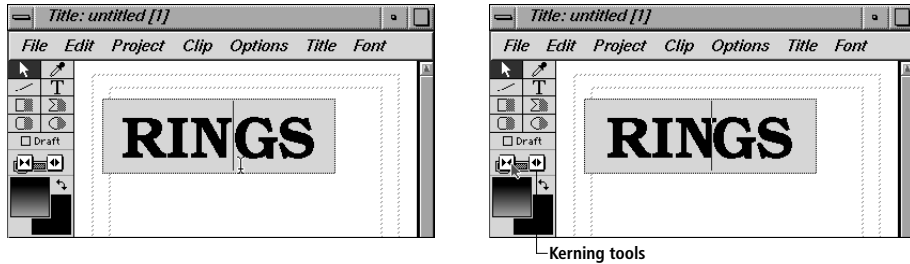 Title: untitled [1]
File Edit Project Clip Options Title Font
T
Draft
RINGS
Title: untitled [1]
File Edit Project Clip Options Title Font
T
Draft
RINGS
Kerning tools